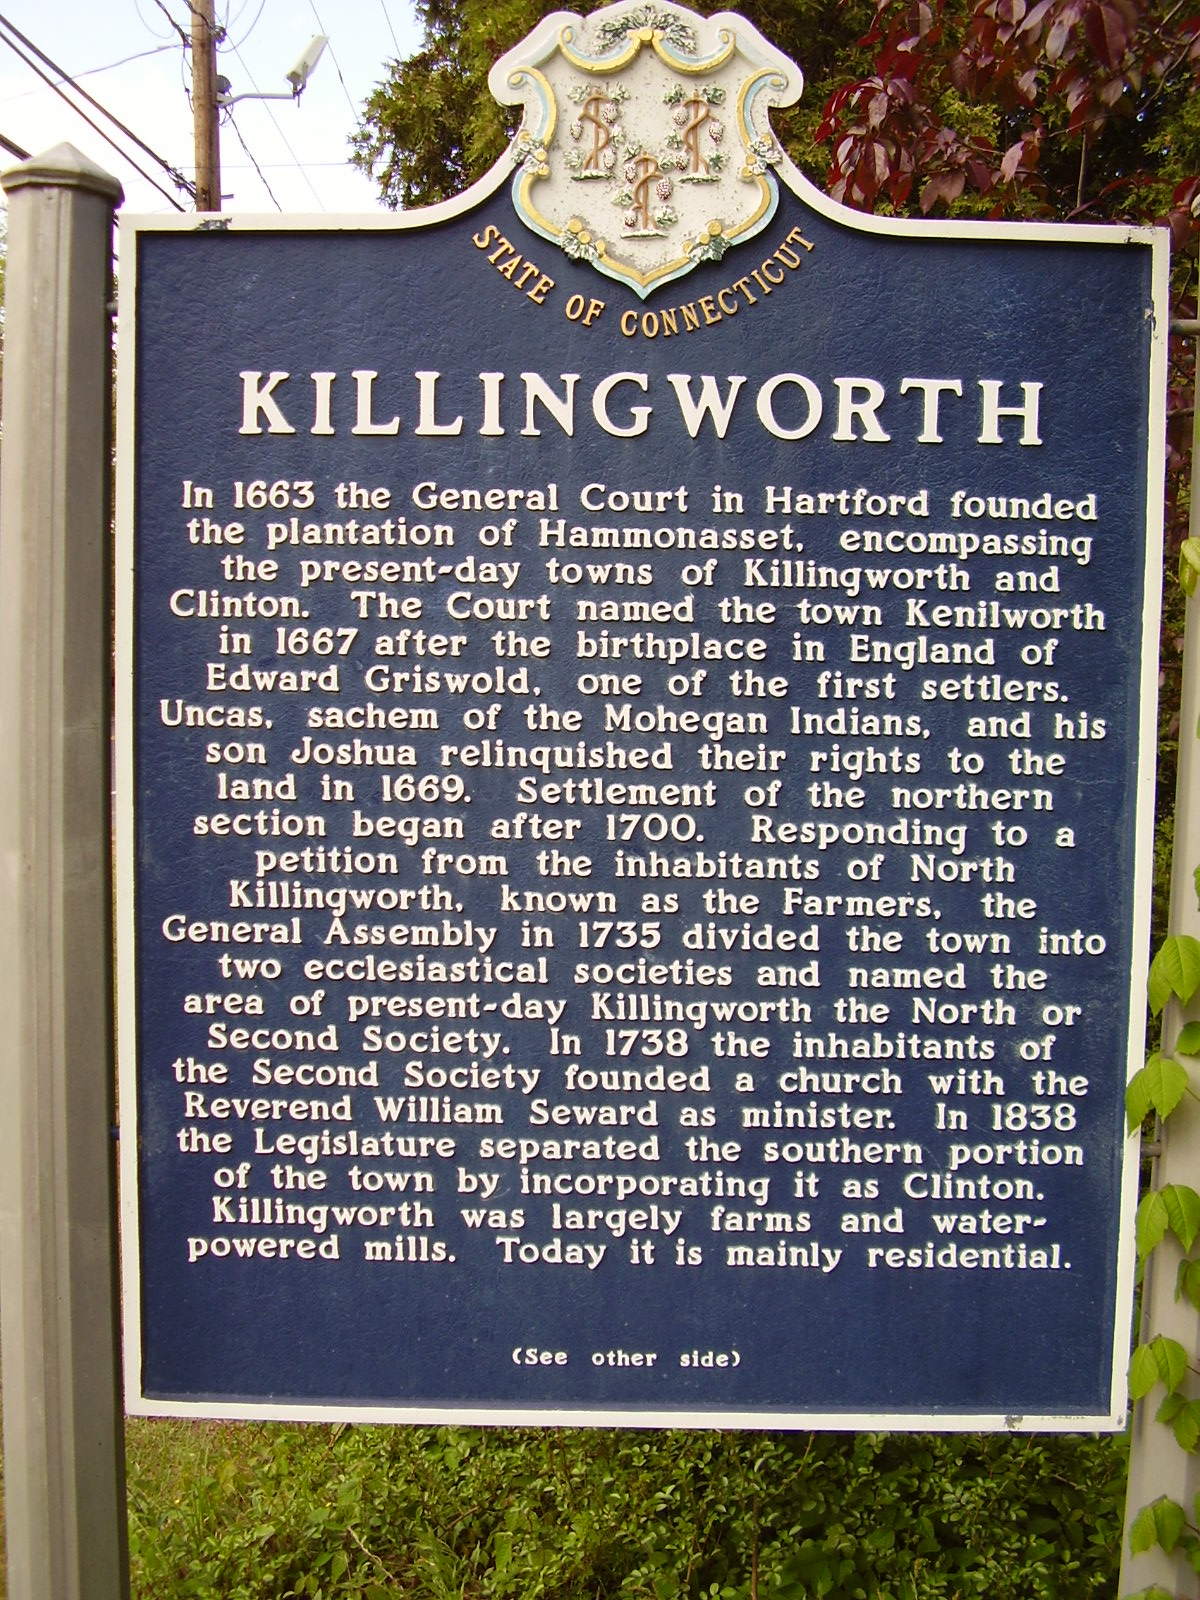 STATE OF CONNECTICUT
KILLINGWORTH
In 1663 the General Court in Hartford founded
the plantation of Hammonasset, encompassing
the present-day towns of Killingworth and
Clinton. The Court named the town Kenilworth
in 1667 after the birthplace in England of
Edward Griswold, one of the first settlers.
Uncas, sachem of the Mohegan Indians, and his
son Joshua relinquished their rights to the
land in 1669. Settlement of the northern
section began after 1700. Responding to a
petition from the inhabitants of North
Killingworth, known as the Farmers, the
General Assembly in 1735 divided the town into
two ecclesiastical societies and named the
area of present-day Killingworth the North or
Second Society. In 1738 the inhabitants of
the Second Society founded a church with the
Reverend William Seward as minister. In 1838
the Legislature separated the southern portion
of the town by incorporating it as Clinton.
Killingworth was largely farms and water-
powered mills. Today it is mainly residential.
(See other side)